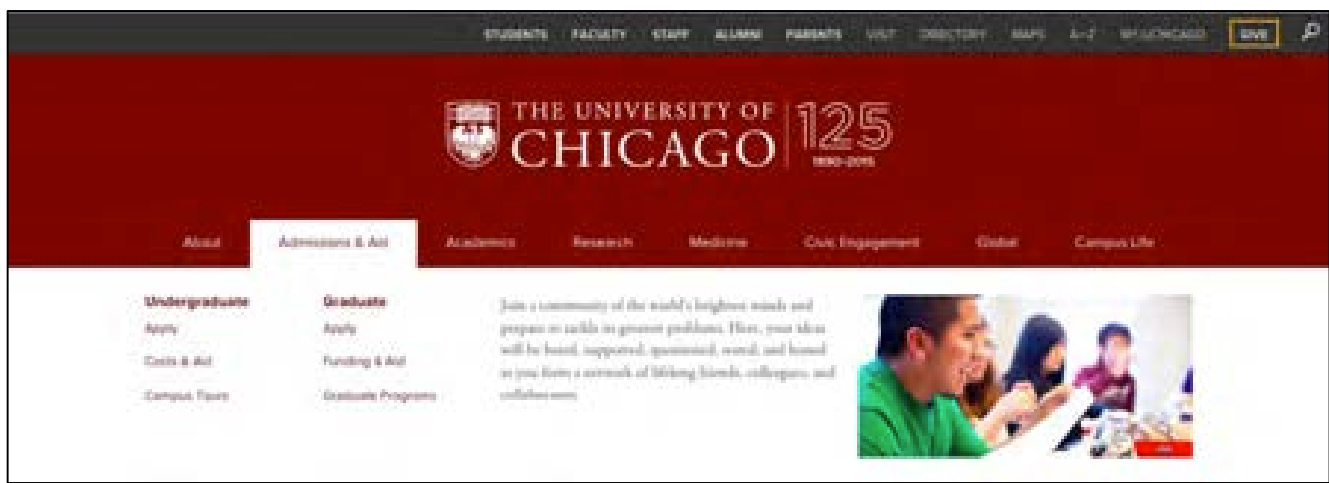 STUDENTS FACULTY STAFF ALUMNI PARENTS VISIT DIRECTORY MAPS A–Z MY.UCHICAGO GIVE
THE UNIVERSITY OF
CHICAGO
125
1890–2015
About Admissions & Aid Academics Research Medicine Civic Engagement Global Campus Life
Undergraduate Graduate
Apply Apply
Costs & Aid Funding & Aid
Campus Tours Graduate Programs
Join a community of the world's brightest minds and
prepare to tackle its greatest problems. Here, your ideas
will be heard, supported, questioned, tested, and honed
as you form a network of lifelong friends, colleagues, and
collaborators.